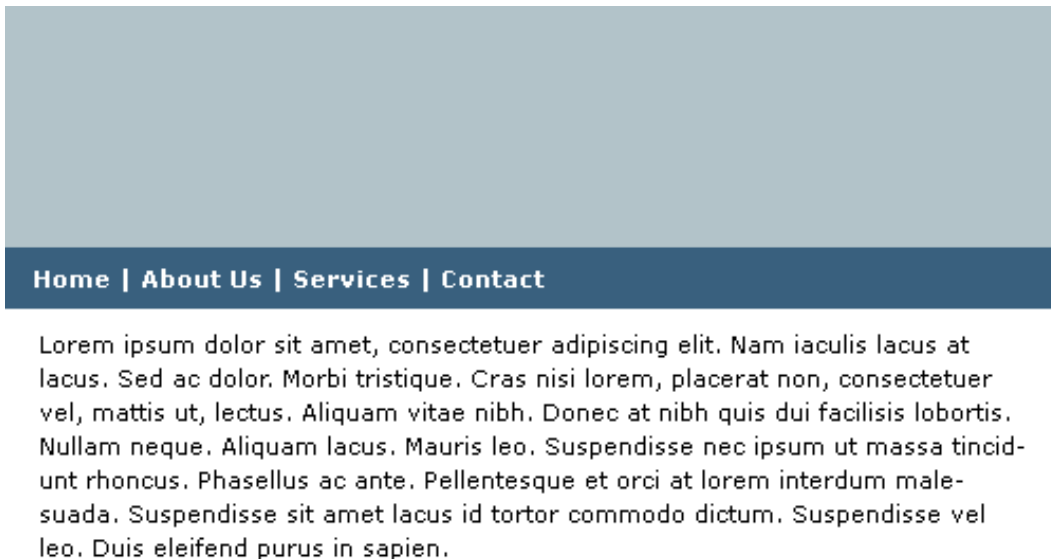 Home | About Us | Services | Contact
Lorem ipsum dolor sit amet, consectetuer adipiscing elit. Nam iaculis lacus at
lacus. Sed ac dolor. Morbi tristique. Cras nisi lorem, placerat non, consectetuer
vel, mattis ut, lectus. Aliquam vitae nibh. Donec at nibh quis dui facilisis lobortis.
Nullam neque. Aliquam lacus. Mauris leo. Suspendisse nec ipsum ut massa tincid-
unt rhoncus. Phasellus ac ante. Pellentesque et orci at lorem interdum male-
suada. Suspendisse sit amet lacus id tortor commodo dictum. Suspendisse vel
leo. Duis eleifend purus in sapien.